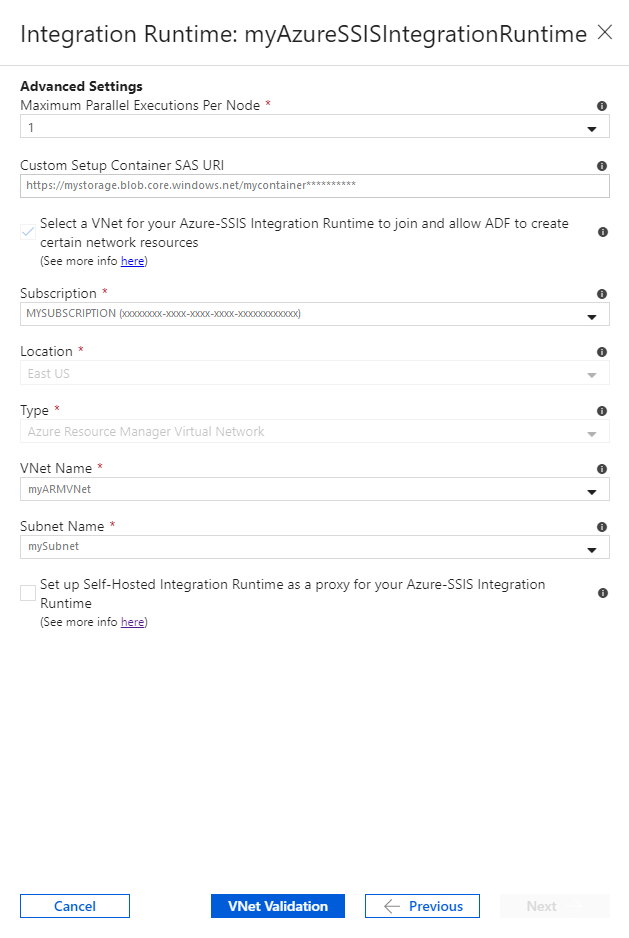 Integration Runtime: myAzureSSISIntegrationRuntime
Advanced Settings
Maximum Parallel Executions Per Node *
1
Custom Setup Container SAS URI
https://mystorage.blob.core.windows.net/mycontainer**********
Select a VNet for your Azure-SSIS Integration Runtime to join and allow ADF to create
certain network resources
(See more info here)
Subscription *
MYSUBSCRIPTION (xxxxxxxx-xxxx-xxxx-xxxx-xxxxxxxxxxxx)
Location *
East US
Type *
Azure Resource Manager Virtual Network
VNet Name *
myARMVNet
Subnet Name *
mySubnet
Set up Self-Hosted Integration Runtime as a proxy for your Azure-SSIS Integration
Runtime
(See more info here)
Cancel VNet Validation Previous Next